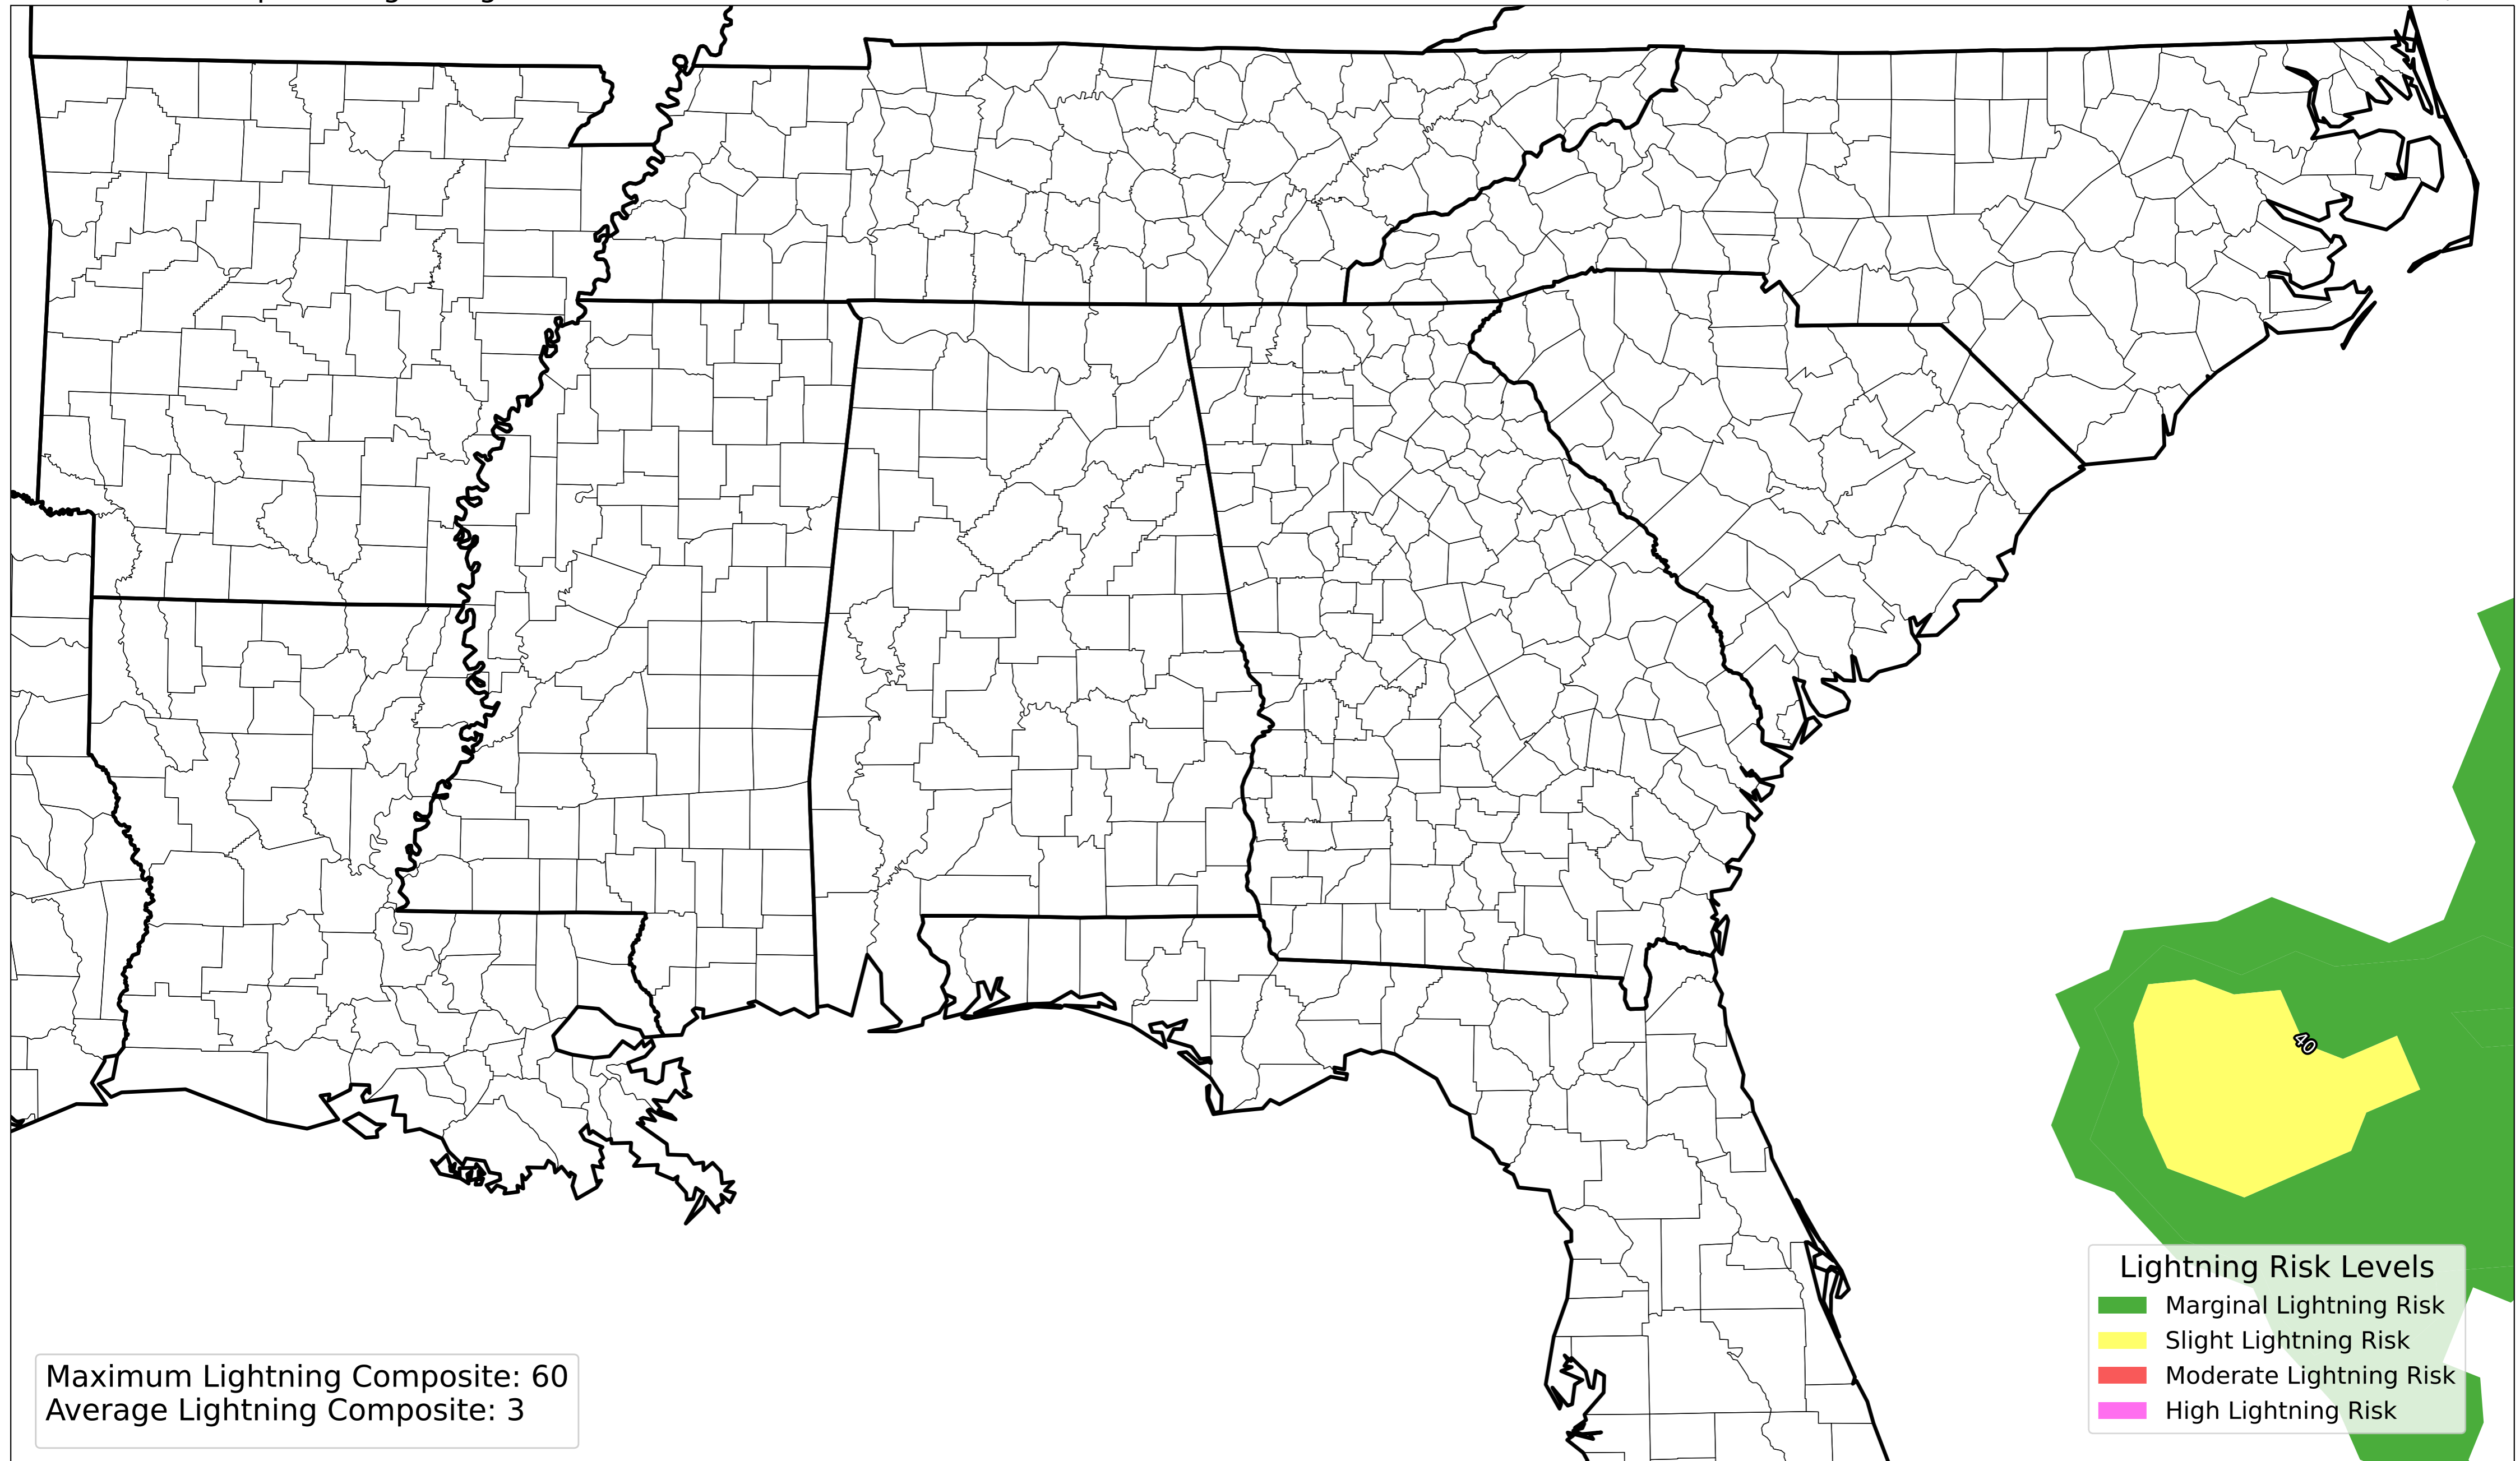 40
Lightning Risk Levels
Marginal Lightning Risk
Slight Lightning Risk
Moderate Lightning Risk
High Lightning Risk
Maximum Lightning Composite: 60
Average Lightning Composite: 3